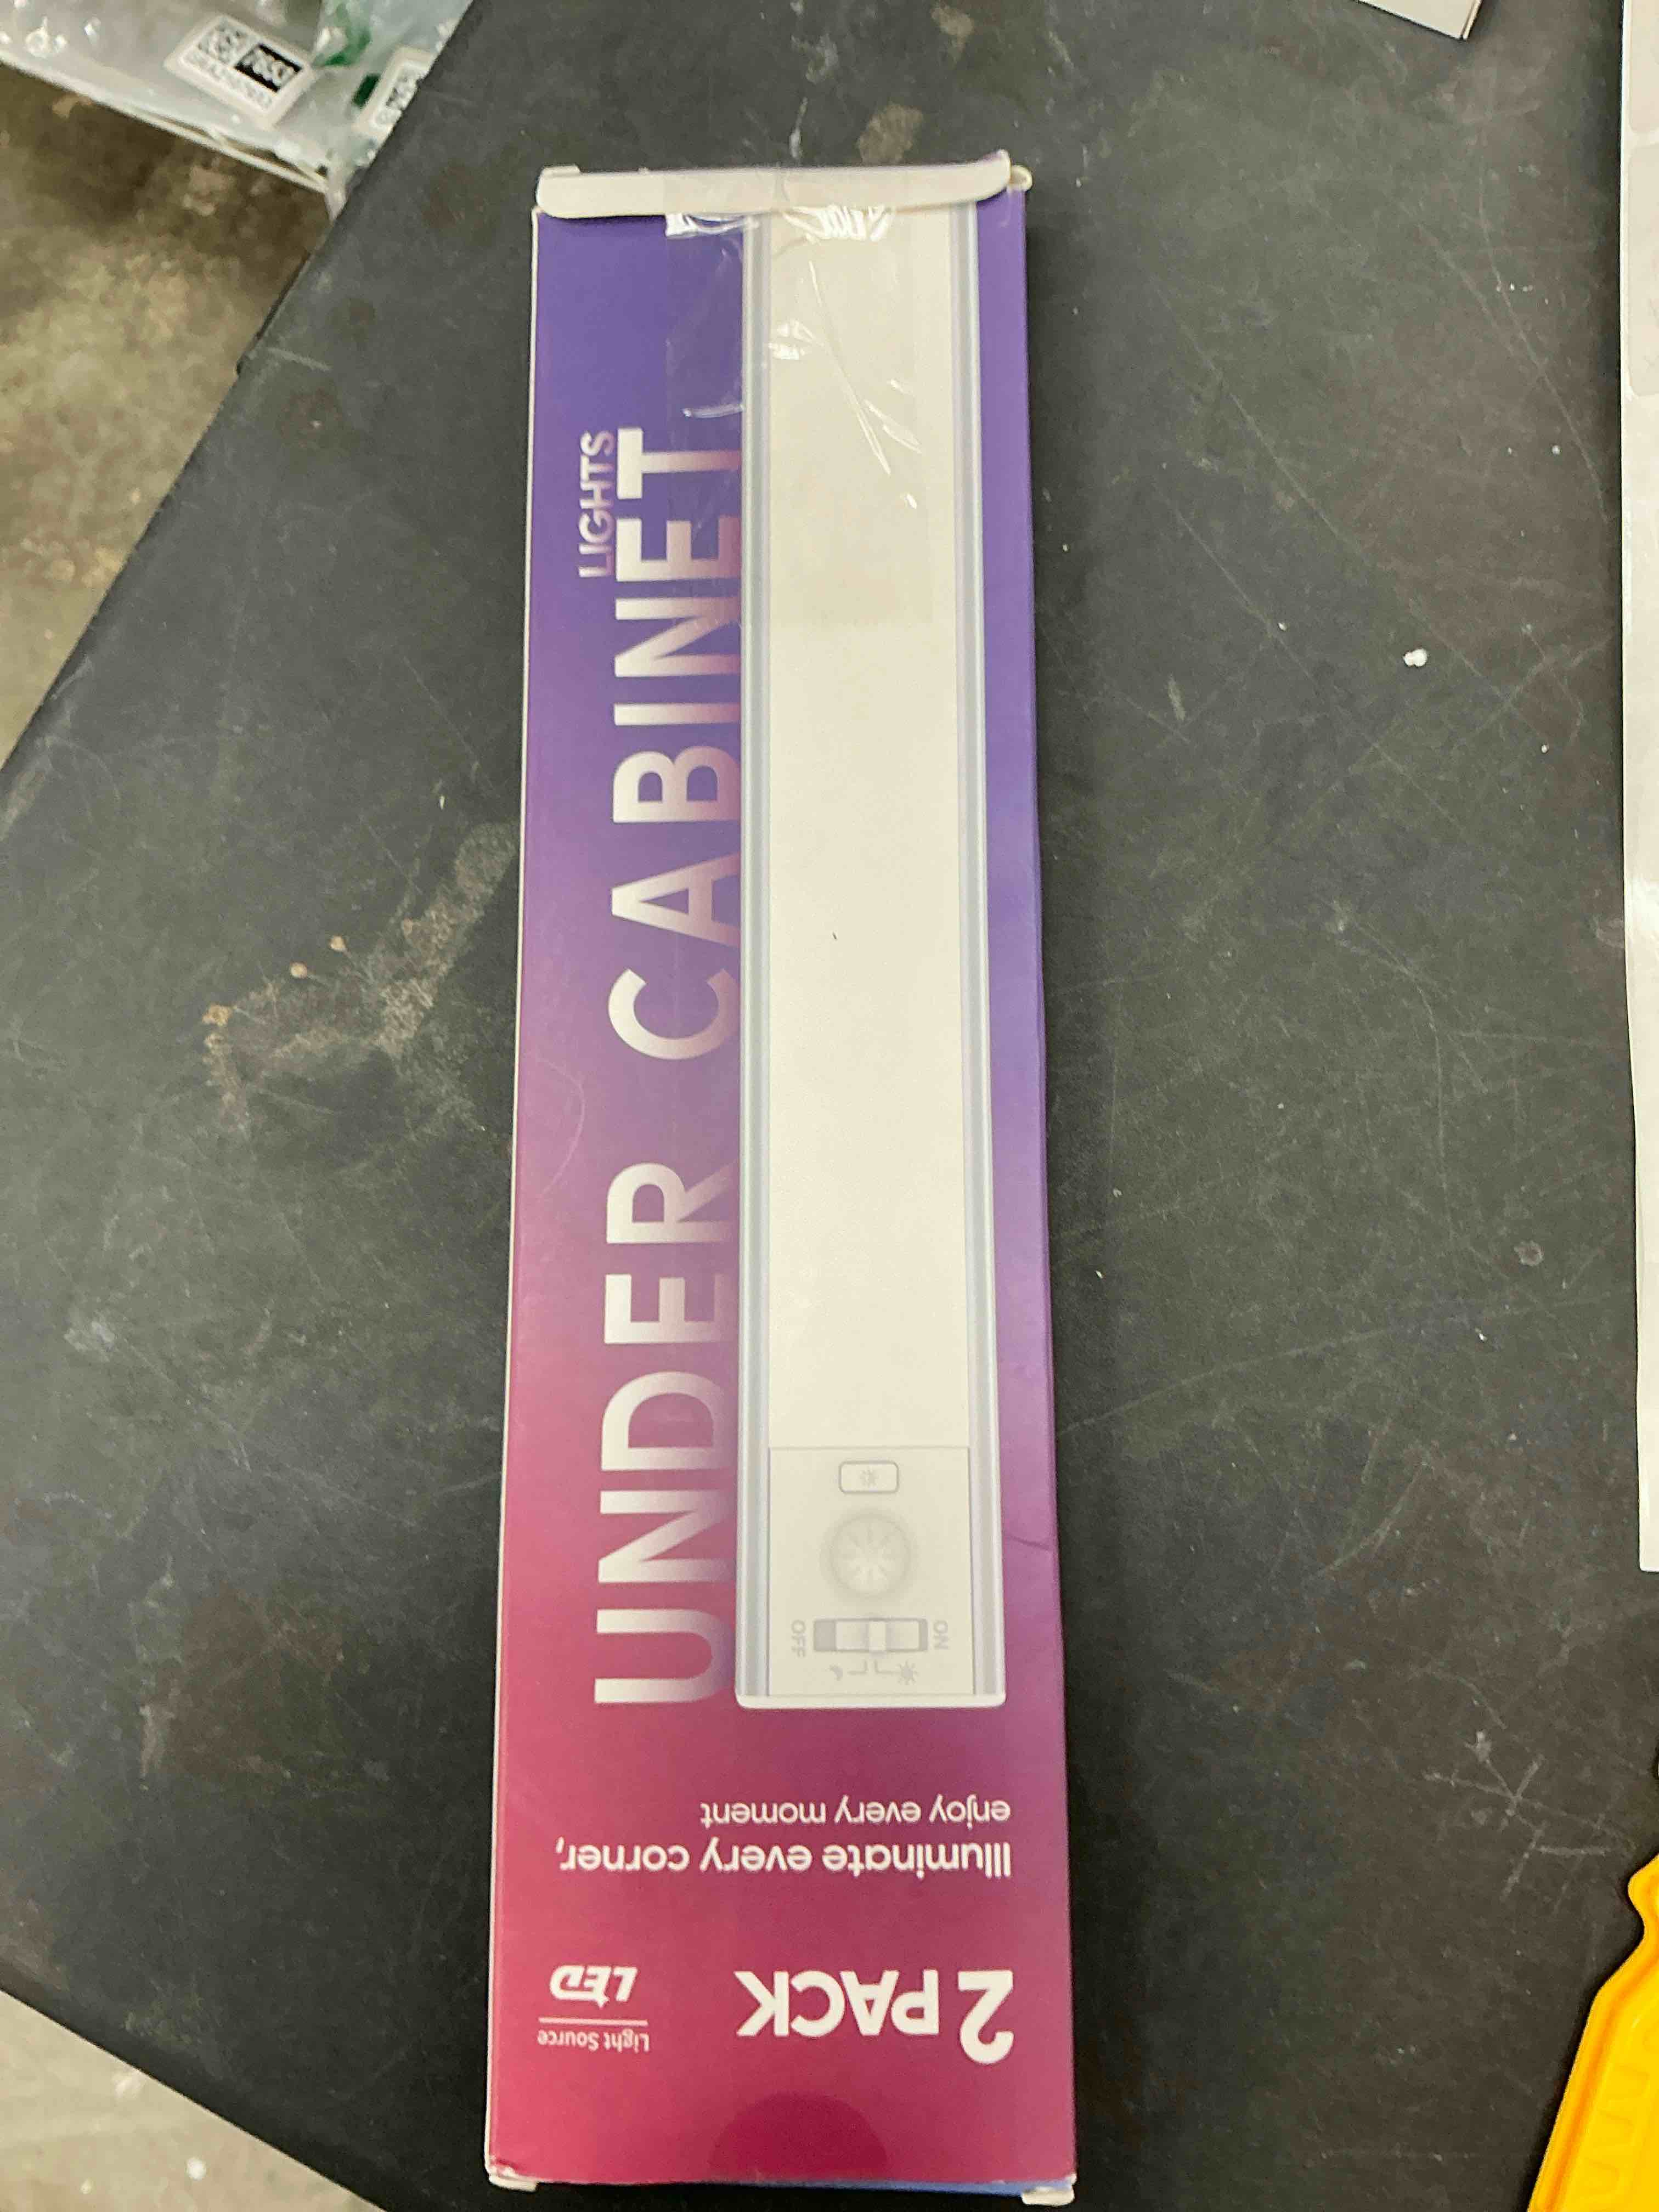 2 PACK
Light Source
LED
Illuminate every corner,
enjoy every moment
UNDER CABINET
LIGHTS
ON
OFF